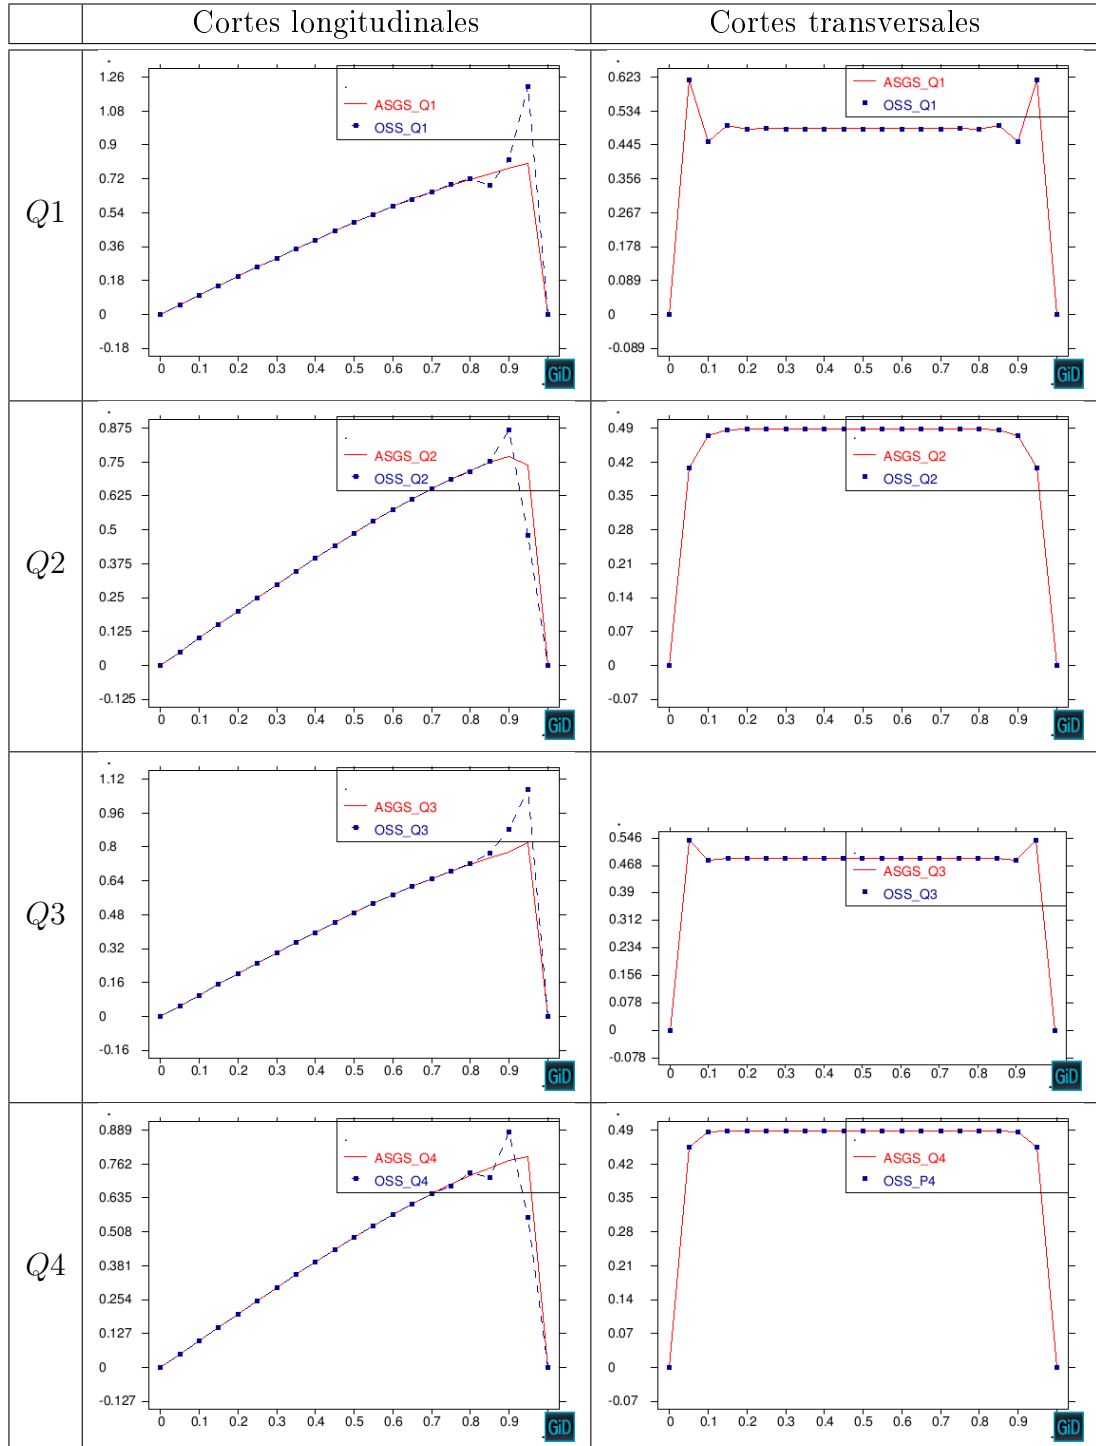 Cortes longitudinales
Cortes transversales
Q1
1.26
1.08
0.9
0.72
0.54
0.36
0.18
0
-0.18
0 0.1 0.2 0.3 0.4 0.5 0.6 0.7 0.8 0.9
ASGS_Q1
OSS_Q1
GiD
0.623
0.534
0.445
0.356
0.267
0.178
0.089
0
-0.089
0 0.1 0.2 0.3 0.4 0.5 0.6 0.7 0.8 0.9
ASGS_Q1
OSS_Q1
GiD
Q2
0.875
0.75
0.625
0.5
0.375
0.25
0.125
0
-0.125
0 0.1 0.2 0.3 0.4 0.5 0.6 0.7 0.8 0.9
ASGS_Q2
OSS_Q2
GiD
0.49
0.42
0.35
0.28
0.21
0.14
0.07
0
-0.07
0 0.1 0.2 0.3 0.4 0.5 0.6 0.7 0.8 0.9
ASGS_Q2
OSS_Q2
GiD
Q3
1.12
0.96
0.8
0.64
0.48
0.32
0.16
0
-0.16
0 0.1 0.2 0.3 0.4 0.5 0.6 0.7 0.8 0.9
ASGS_Q3
OSS_Q3
GiD
0.546
0.468
0.39
0.312
0.234
0.156
0.078
0
-0.078
0 0.1 0.2 0.3 0.4 0.5 0.6 0.7 0.8 0.9
ASGS_Q3
OSS_Q3
GiD
Q4
0.889
0.762
0.635
0.508
0.381
0.254
0.127
0
-0.127
0 0.1 0.2 0.3 0.4 0.5 0.6 0.7 0.8 0.9
ASGS_Q4
OSS_Q4
GiD
0.49
0.42
0.35
0.28
0.21
0.14
0.07
0
-0.07
0 0.1 0.2 0.3 0.4 0.5 0.6 0.7 0.8 0.9
ASGS_Q4
OSS_P4
GiD